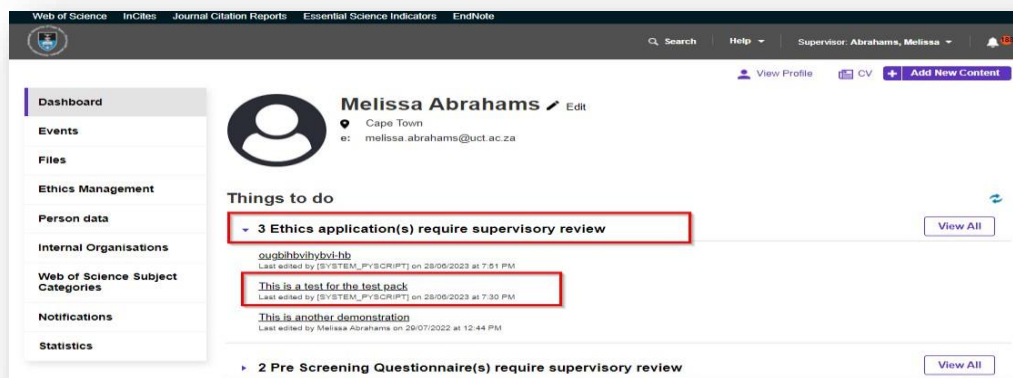 Web of Science InCites Journal Citation Reports Essential Science Indicators EndNote
Search Help Supervisor: Abrahams, Melissa
View Profile CV + Add New Content
Dashboard
Events
Files
Ethics Management
Person data
Internal Organisations
Web of Science Subject
Categories
Notifications
Statistics
Melissa Abrahams Edit
Cape Town
e: melissa.abrahams@uct.ac.za
Things to do
3 Ethics application(s) require supervisory review View All
ougbihbvihybvi-hb
Last edited by [SYSTEM_PYSCRIPT] on 28/06/2023 at 7:51 PM
This is a test for the test pack
Last edited by [SYSTEM_PYSCRIPT] on 28/06/2023 at 7:30 PM
This is another demonstration
Last edited by Melissa Abrahams on 29/07/2022 at 12:44 PM
2 Pre Screening Questionnaire(s) require supervisory review View All